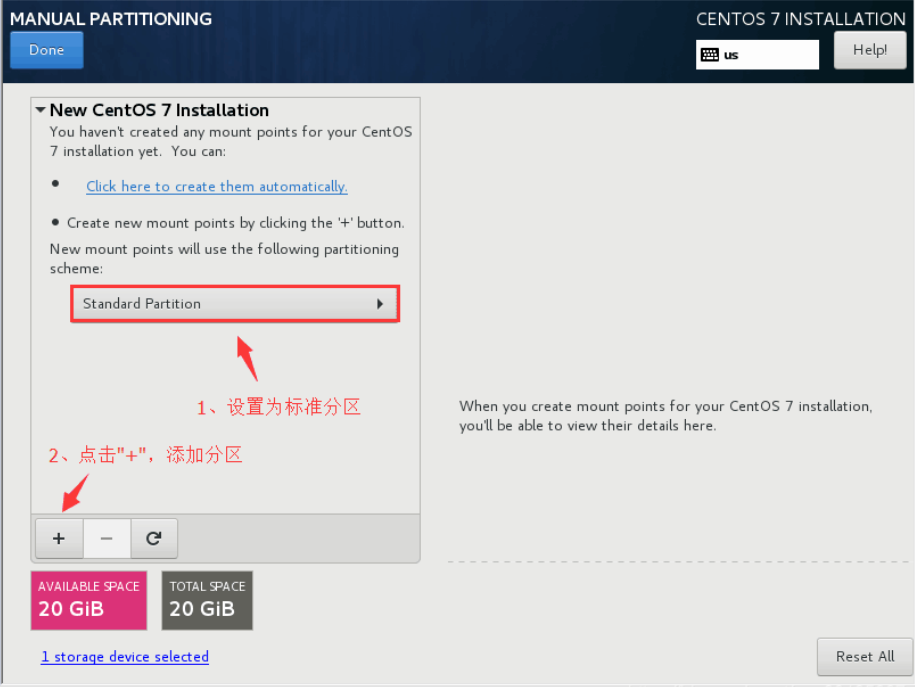 MANUAL PARTITIONING
CENTOS 7 INSTALLATION
Done
us
Help!
New CentOS 7 Installation
You haven't created any mount points for your CentOS
7 installation yet. You can:
Click here to create them automatically.
Create new mount points by clicking the '+' button.
New mount points will use the following partitioning
scheme:
Standard Partition
1、设置为标准分区
2、点击"+"，添加分区
When you create mount points for your CentOS 7 installation,
you'll be able to view their details here.
+ −
AVAILABLE SPACE
20 GiB
TOTAL SPACE
20 GiB
1 storage device selected
Reset All